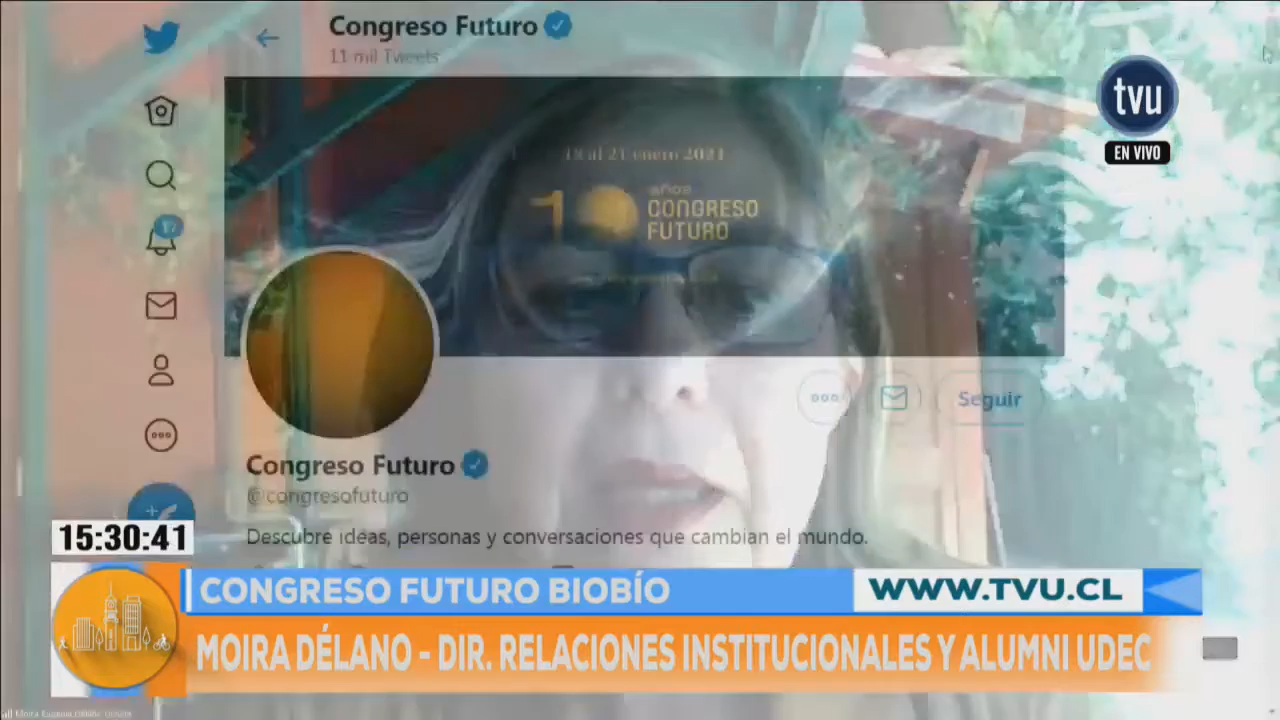 Congreso Futuro
11 mil Tweets
tvu
EN VIVO
18 al 21 enero 2021
10 años
CONGRESO
FUTURO
17
Seguir
Congreso Futuro
@congresofuturo
Descubre ideas, personas y conversaciones que cambian el mundo.
15:30:41
CONGRESO FUTURO BIOBÍO
WWW.TVU.CL
MOIRA DÉLANO - DIR. RELACIONES INSTITUCIONALES Y ALUMNI UDEC